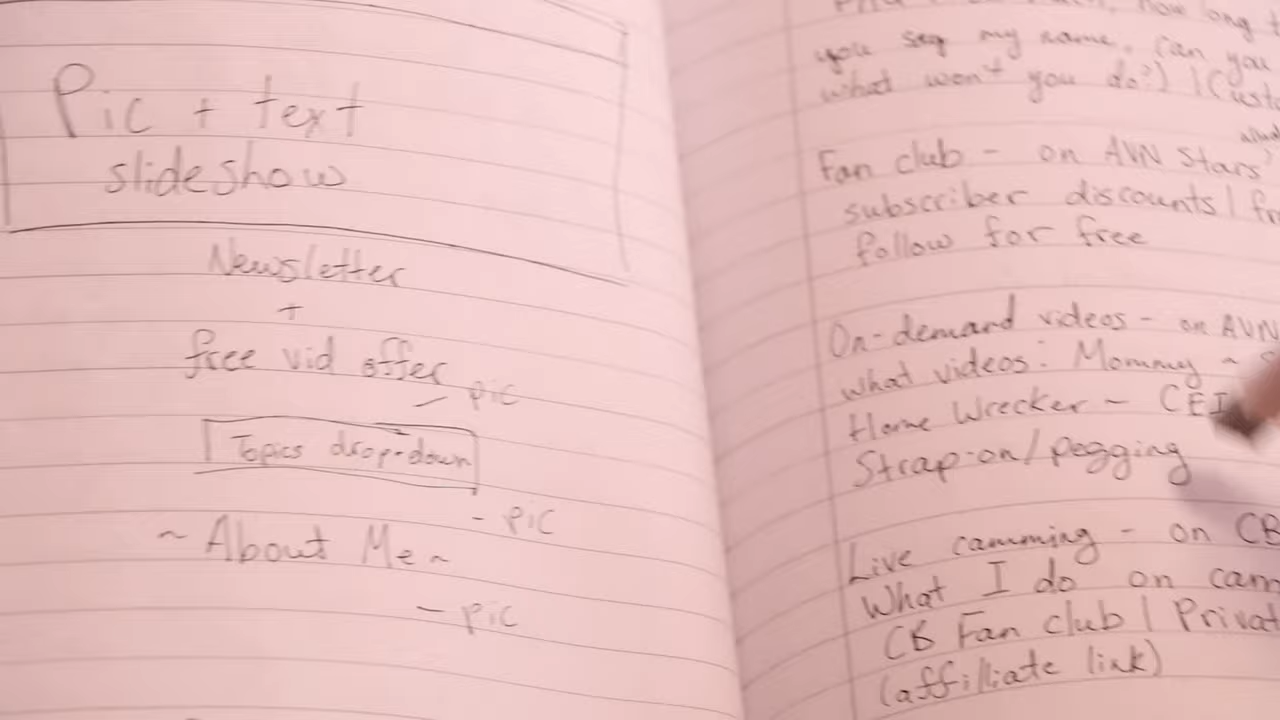 Pic + text
slideshow
Newsletter
+
free vid offer
- pic
Topics drop-down
- pic
~ About Me ~
- pic
how long
you say my name, can you
what won't you do?) |
Fan club - on AVN Stars
subscriber discounts |
follow for free
On-demand videos - on AVN
what videos: Mommy ~
Home Wrecker ~ CEI
Strap-on/pegging
Live camming - on CB
What I do on cam
CB Fan club |
(affilliate link)